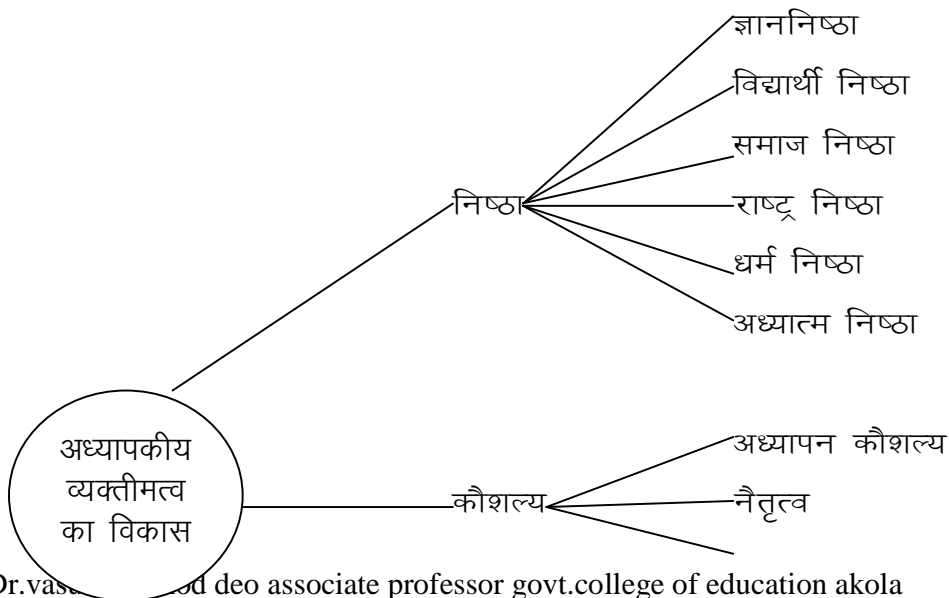 ज्ञाननिष्ठा
विद्यार्थी निष्ठा
समाज निष्ठा
निष्ठा
राष्ट्र निष्ठा
धर्म निष्ठा
अध्यात्म निष्ठा
अध्यापकीय
व्यक्तीमत्व
का विकास
अध्यापन कौशल्य
कौशल्य
नैतृत्व
deo associate professor govt.college of education akola